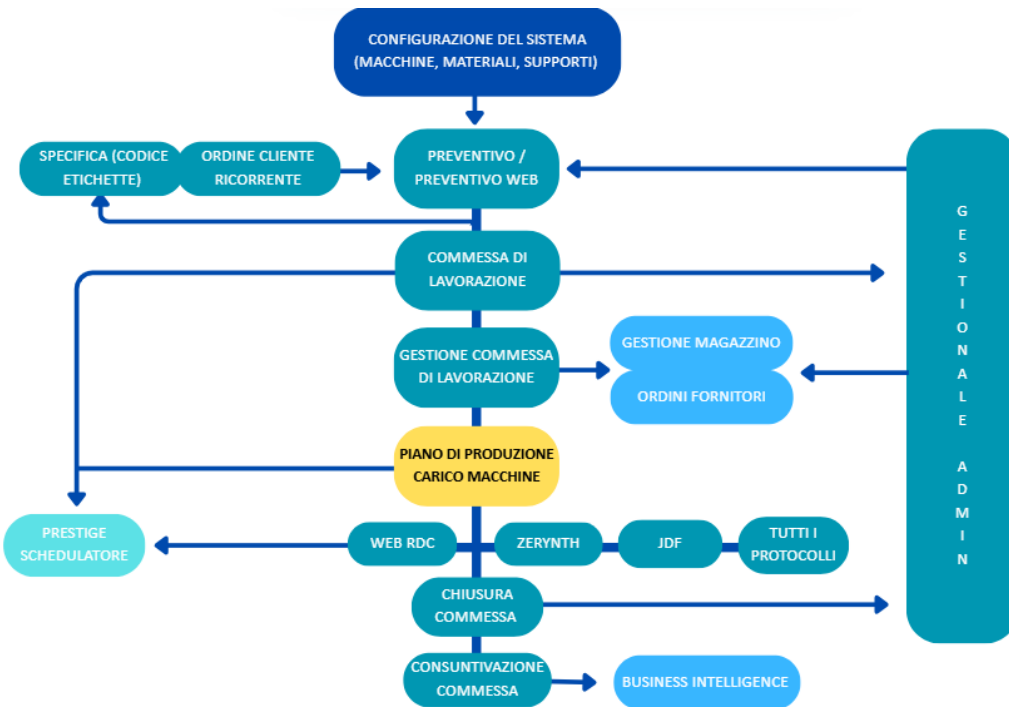 CONFIGURAZIONE DEL SISTEMA
(MACCHINE, MATERIALI, SUPPORTI)
SPECIFICA (CODICE
ETICHETTE)
ORDINE CLIENTE
RICORRENTE
PREVENTIVO /
PREVENTIVO WEB
COMMESSA DI
LAVORAZIONE
GESTIONE COMMESSA
DI LAVORAZIONE
GESTIONE MAGAZZINO
ORDINI FORNITORI
PIANO DI PRODUZIONE
CARICO MACCHINE
PRESTIGE
SCHEDULATORE
WEB RDC
ZERYNTH
JDF
TUTTI I
PROTOCOLLI
CHIUSURA
COMMESSA
CONSUNTIVAZIONE
COMMESSA
BUSINESS INTELLIGENCE
GESTIONALE ADMIN